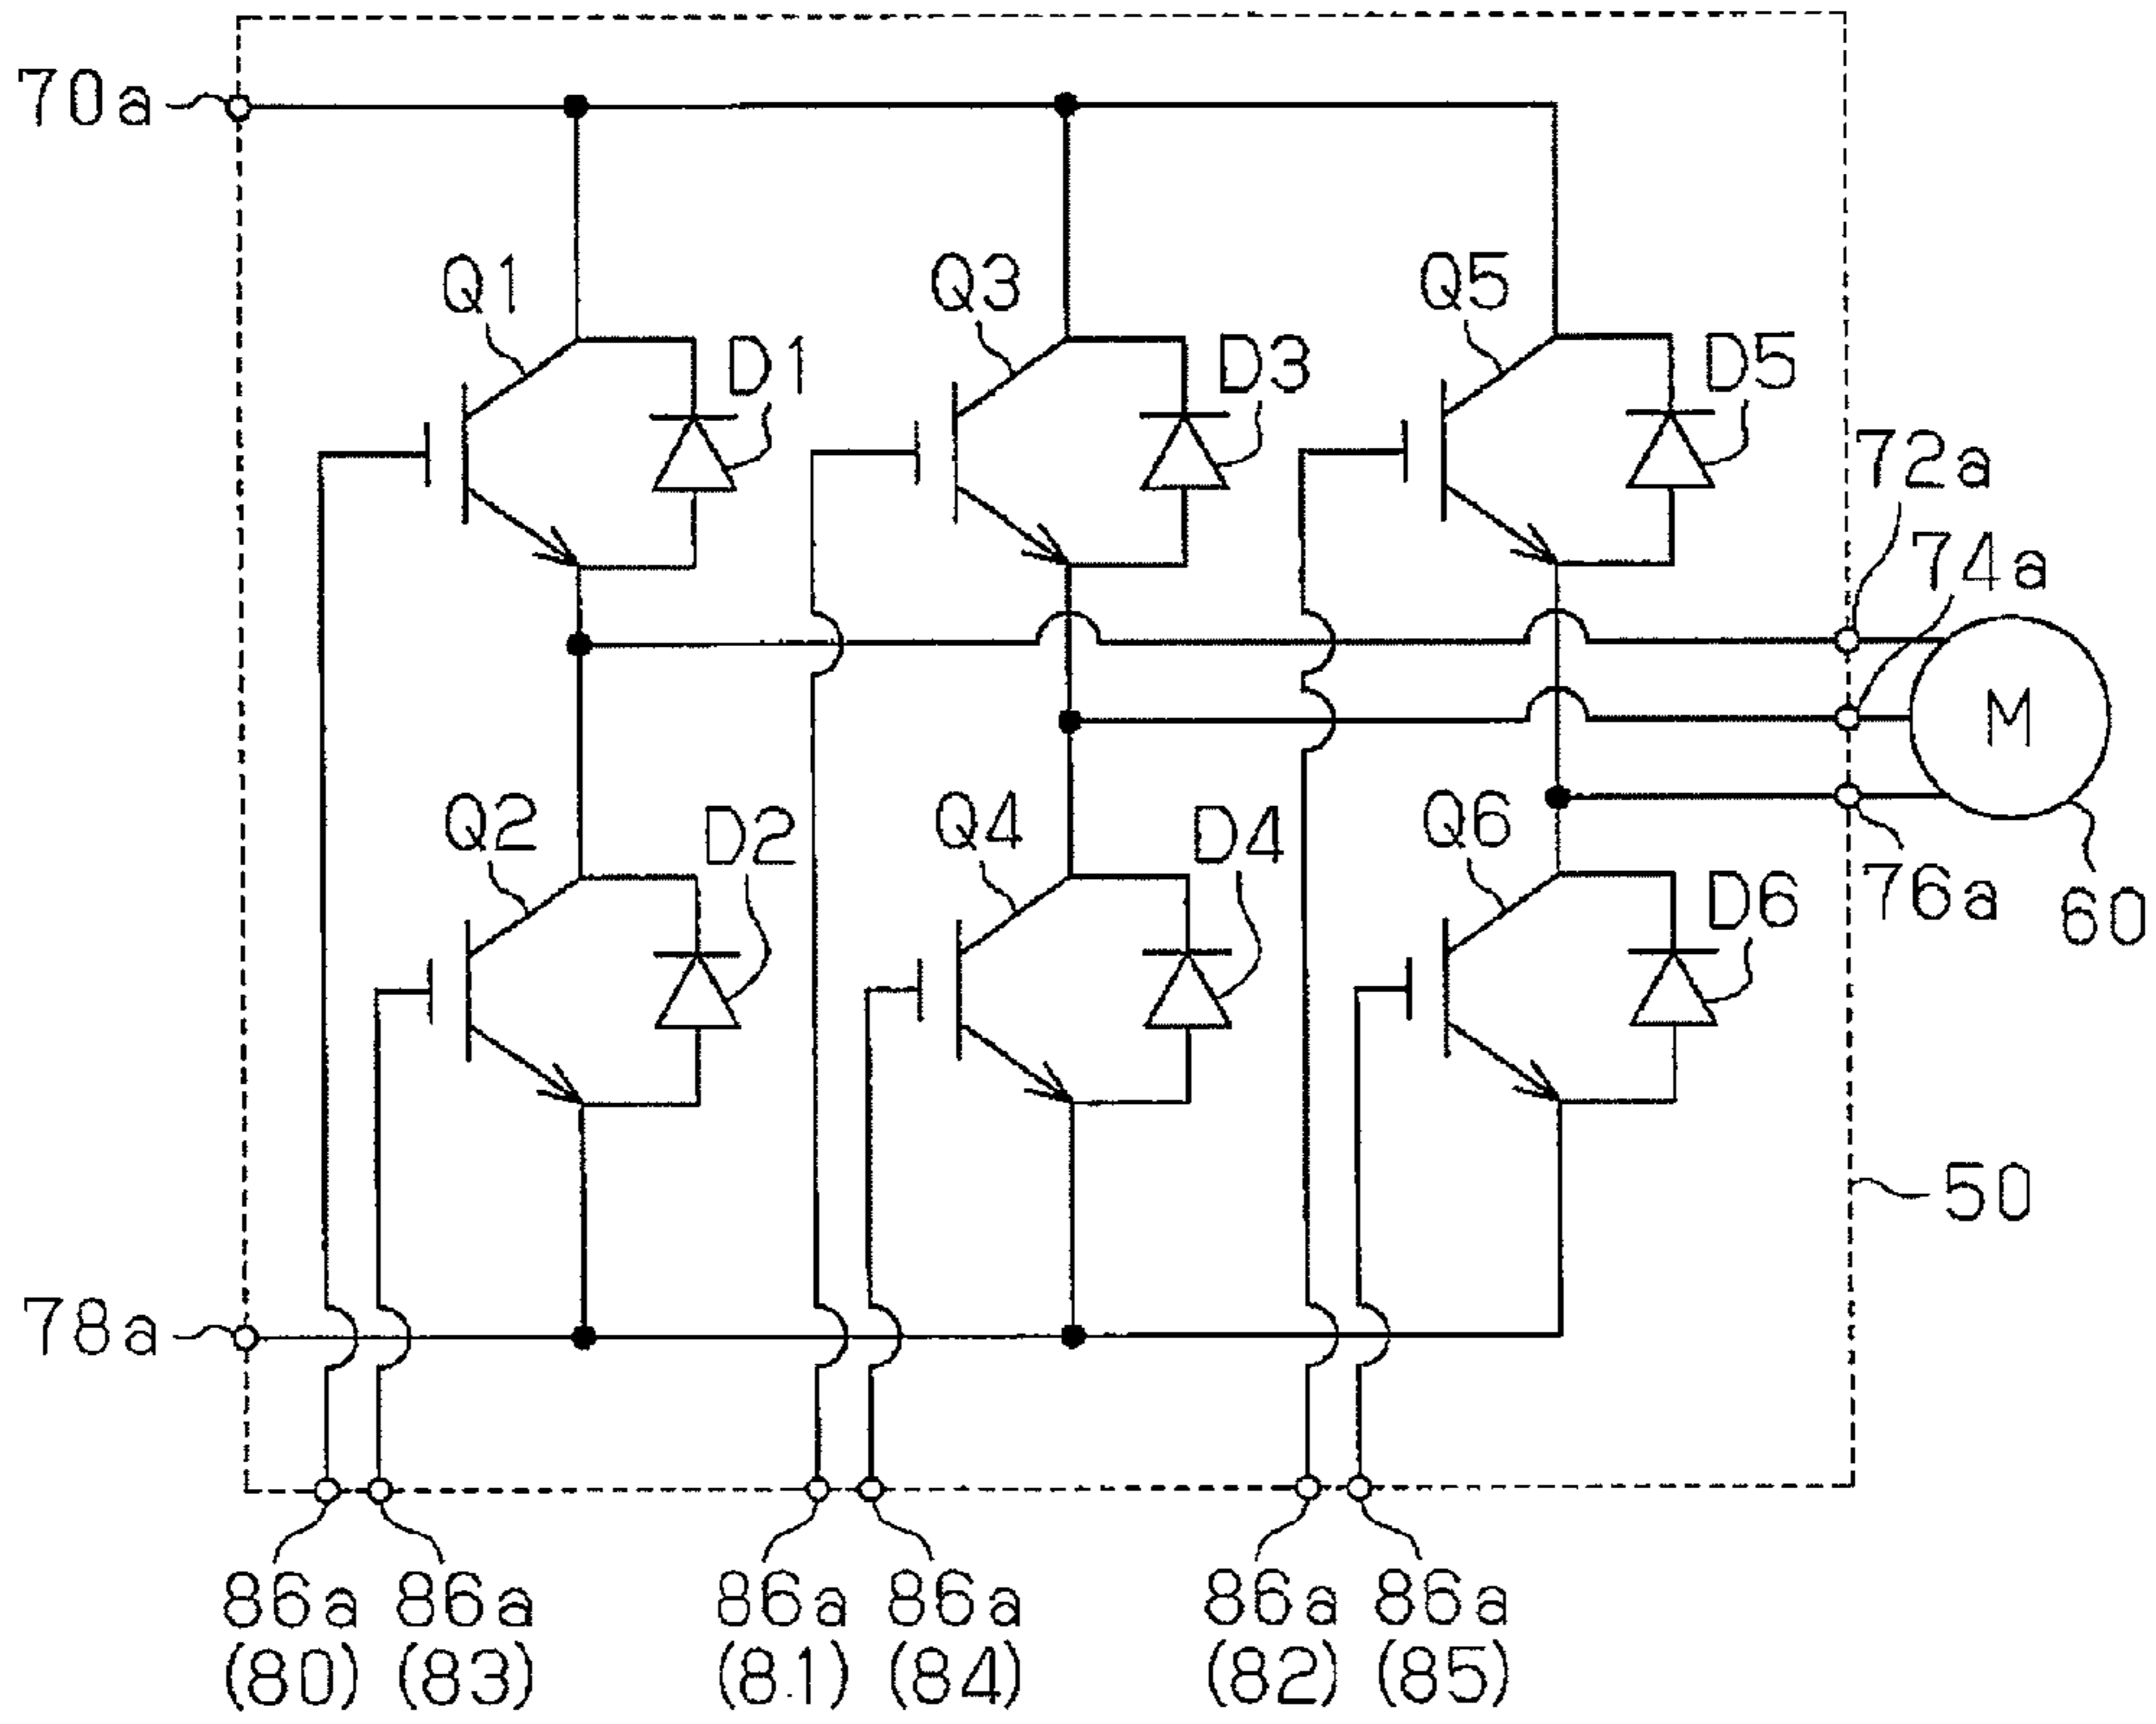 70a
Q1
Q3
Q5
D1
D3
D5
72a
74a
M
Q2
D2
Q4
D4
Q6
D6
76a
60
50
78a
86a 86a 86a 86a 86a 86a
(80) (83) (81) (84) (82) (85)